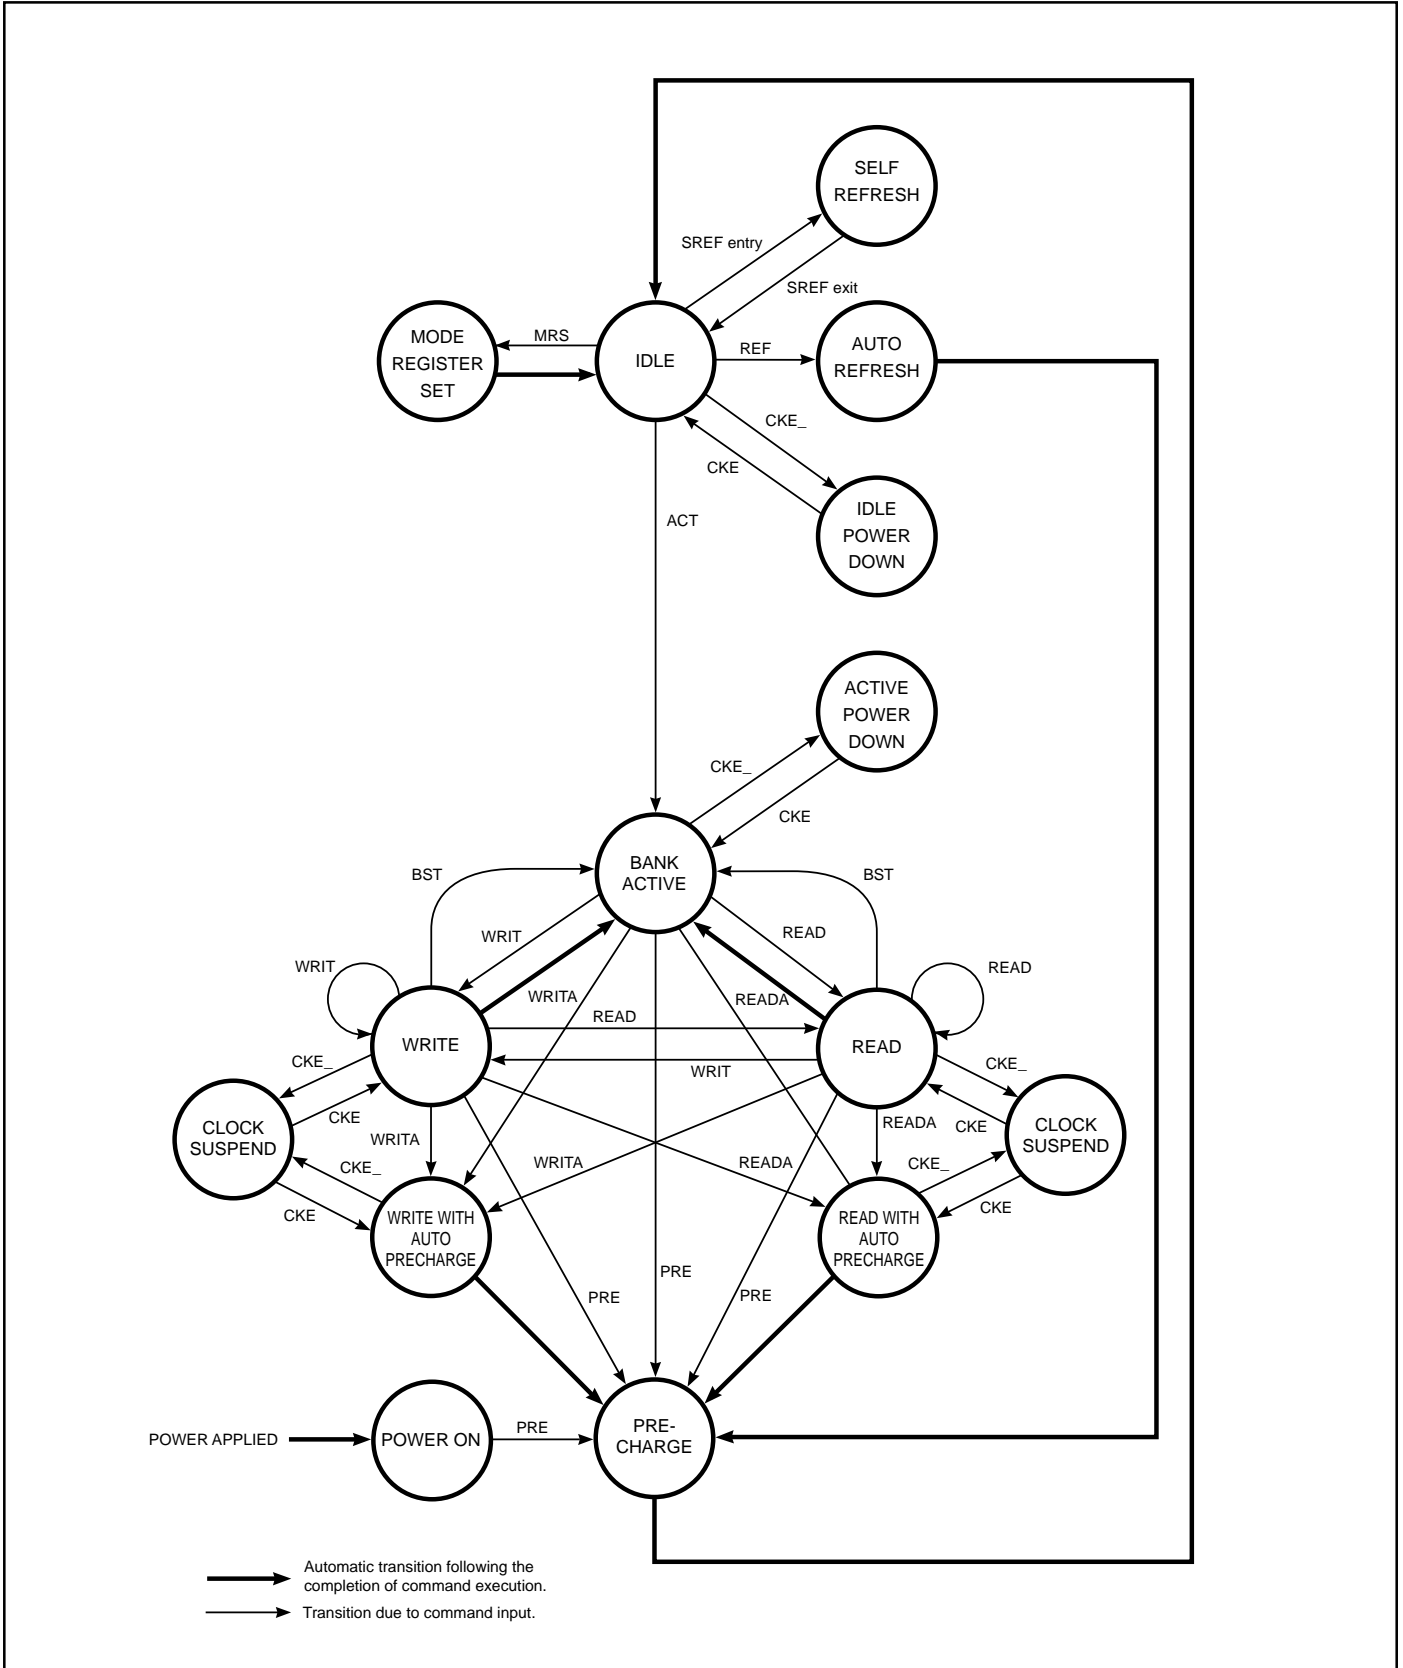 SELF
REFRESH
SREF entry
SREF exit
MODE
REGISTER
SET
MRS
IDLE
REF
AUTO
REFRESH
CKE_
CKE
IDLE
POWER
DOWN
ACT
ACTIVE
POWER
DOWN
CKE_
CKE
BANK
ACTIVE
BST
BST
WRIT
READ
WRIT
READ
WRITA
READA
READ
WRITE
READ
WRIT
CKE_
CKE_
CKE
CKE
CLOCK
SUSPEND
CLOCK
SUSPEND
WRITA
READA
WRITA
READA
CKE_
CKE_
CKE
CKE
WRITE WITH
AUTO
PRECHARGE
READ WITH
AUTO
PRECHARGE
PRE
PRE
PRE
POWER APPLIED
POWER ON
PRE
PRE-
CHARGE
Automatic transition following the
completion of command execution.
Transition due to command input.